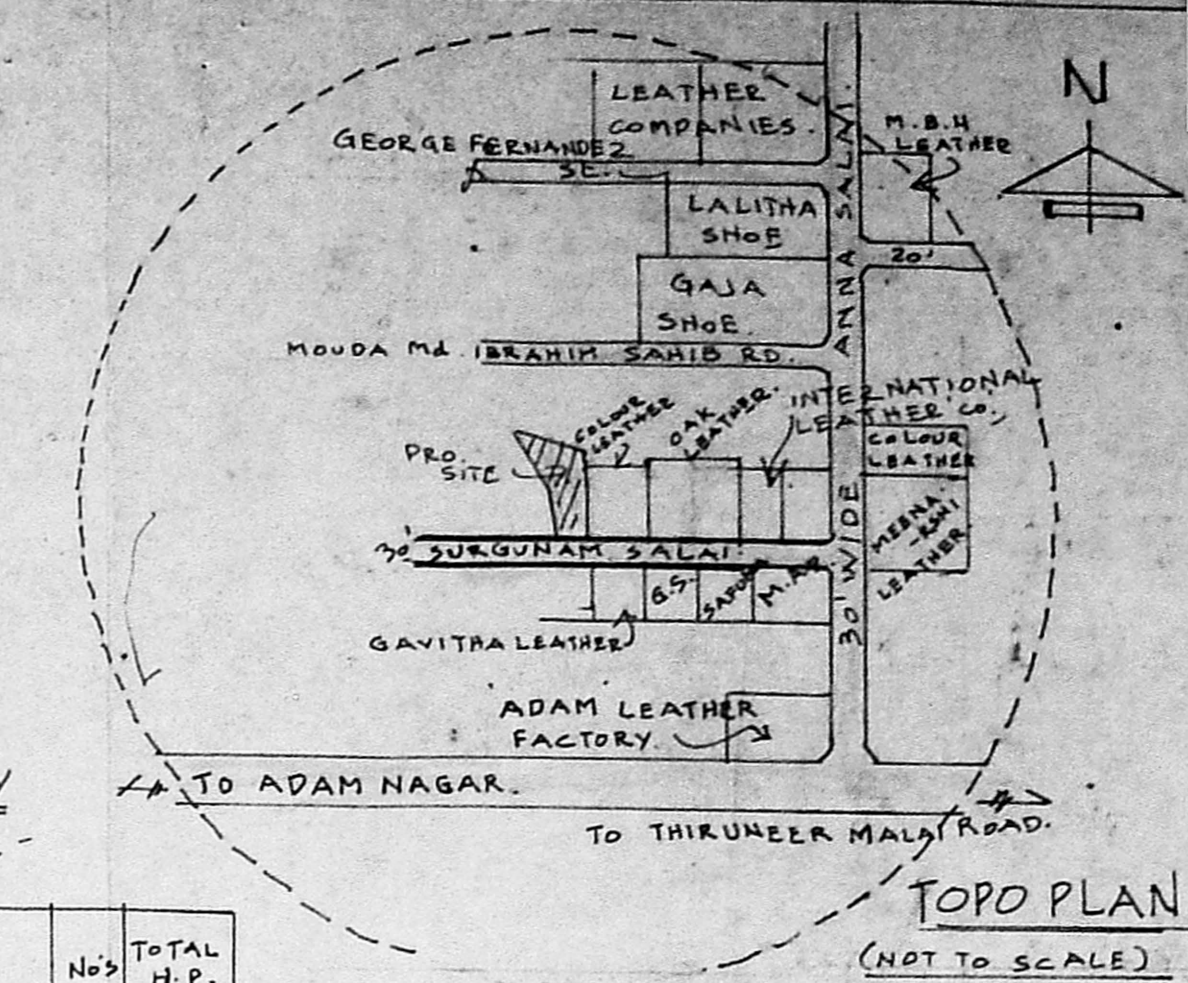 N
LEATHER
COMPANIES.
GEORGE FERNANDEZ
ST.
M.B.H
LEATHER
LALITHA
SHOE
20'
GAJA
SHOE.
MOUDA Md. IBRAHIM SAHIB RD.
30' WIDE ANNA SALAI.
INTERNATIONAL
LEATHER CO.,
COLOUR
LEATHER
OAK
LEATHER.
COLOUR
LEATHER
PRO.
SITE
MEENA
-KSHI
LEATHER
30' SURGUNAM SALAI.
G.S.
M.A.R.
GAVITHA LEATHER
ADAM LEATHER
FACTORY.
TO ADAM NAGAR.
TO THIRUNEER MALAI ROAD.
TOPO PLAN
(NOT TO SCALE)
No's
TOTAL
H.P.